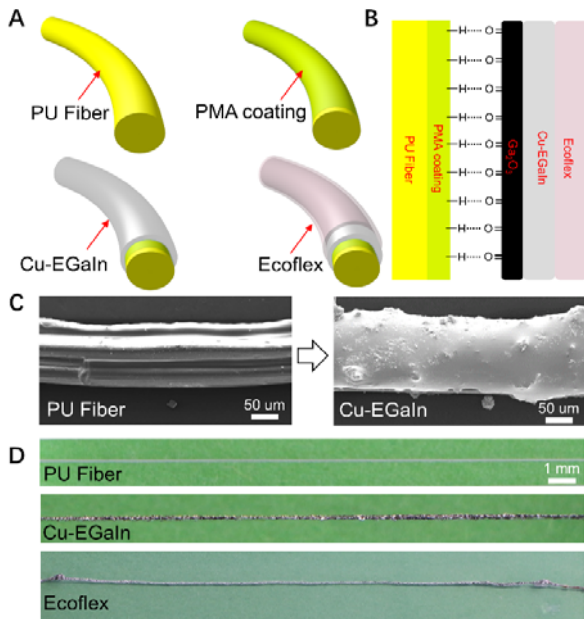 A
B
PU Fiber
PMA coating
Cu-EGaIn
Ecoflex
PU Fiber
PMA coating
H
O
H
O
H
O
H
O
H
O
H
O
H
O
H
O
Ga₂O₃
Cu-EGaIn
Ecoflex
C
PU Fiber
50 um
Cu-EGaIn
50 um
D
PU Fiber
1 mm
Cu-EGaIn
Ecoflex